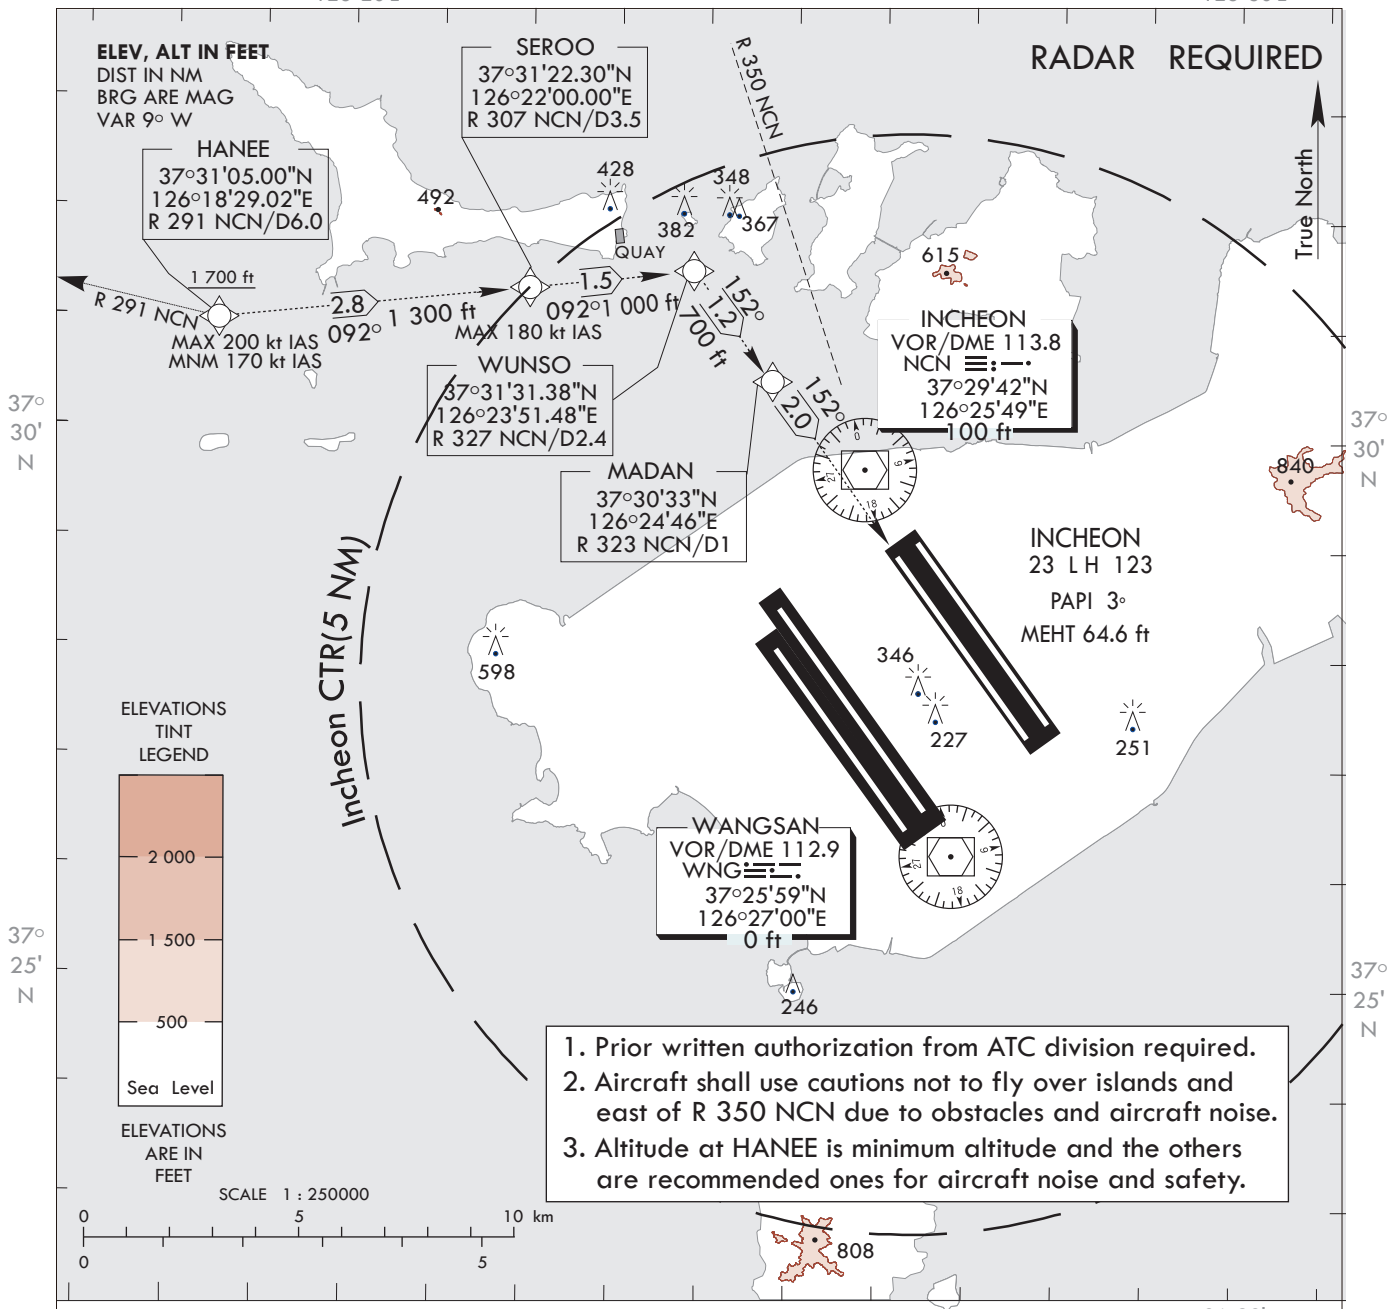 ELEV, ALT IN FEET
DIST IN NM
BRG ARE MAG
VAR 9° W
SEROO
37°31'22.30"N
126°22'00.00"E
R 307 NCN/D3.5
R 350 NCN
RADAR REQUIRED
True North
HANEE
37°31'05.00"N
126°18'29.02"E
R 291 NCN/D6.0
492
428
382
348
367
QUAY
615
1 700 ft
R 291 NCN
MAX 200 kt IAS
MNM 170 kt IAS
2.8
092° 1 300 ft
1.5
092° 1 000 ft
MAX 180 kt IAS
152°
1.2
700 ft
152°
2.0
WUNSO
37°31'31.38"N
126°23'51.48"E
R 327 NCN/D2.4
INCHEON
VOR/DME 113.8
NCN
37°29'42"N
126°25'49"E
100 ft
MADAN
37°30'33"N
126°24'46"E
R 323 NCN/D1
0
9
18
27
37°
30'
N
37°
30'
N
840
INCHEON
23 L H 123
PAPI 3°
MEHT 64.6 ft
Incheon CTR(5 NM)
598
346
227
251
ELEVATIONS
TINT
LEGEND
2 000
1 500
500
Sea Level
ELEVATIONS
ARE IN
FEET
WANGSAN
VOR/DME 112.9
WNG
37°25'59"N
126°27'00"E
0 ft
9
18
27
37°
25'
N
37°
25'
N
246
1. Prior written authorization from ATC division required.
2. Aircraft shall use cautions not to fly over islands and
east of R 350 NCN due to obstacles and aircraft noise.
3. Altitude at HANEE is minimum altitude and the others
are recommended ones for aircraft noise and safety.
SCALE 1 : 250000
0 5 10 km
0 5
808